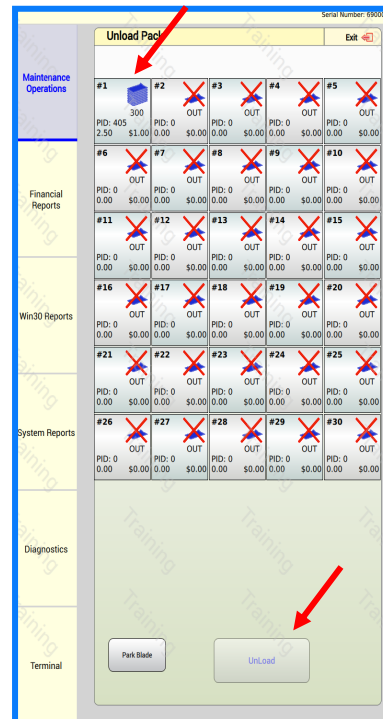 Serial Number: 6900
Unload Pack
Exit
Maintenance
Operations
#1 #2 #3 #4 #5
300 OUT OUT OUT OUT
PID: 405 PID: 0 PID: 0 PID: 0 PID: 0
2.50 $1.00 0.00 $0.00 0.00 $0.00 0.00 $0.00 0.00 $0.00
#6 #7 #8 #9 #10
OUT OUT OUT OUT OUT
PID: 0 PID: 0 PID: 0 PID: 0 PID: 0
0.00 $0.00 0.00 $0.00 0.00 $0.00 0.00 $0.00 0.00 $0.00
Financial
Reports
#11 #12 #13 #14 #15
OUT OUT OUT OUT OUT
PID: 0 PID: 0 PID: 0 PID: 0 PID: 0
0.00 $0.00 0.00 $0.00 0.00 $0.00 0.00 $0.00 0.00 $0.00
#16 #17 #18 #19 #20
OUT OUT OUT OUT OUT
PID: 0 PID: 0 PID: 0 PID: 0 PID: 0
0.00 $0.00 0.00 $0.00 0.00 $0.00 0.00 $0.00 0.00 $0.00
Win30 Reports
#21 #22 #23 #24 #25
OUT OUT OUT OUT OUT
PID: 0 PID: 0 PID: 0 PID: 0 PID: 0
0.00 $0.00 0.00 $0.00 0.00 $0.00 0.00 $0.00 0.00 $0.00
#26 #27 #28 #29 #30
OUT OUT OUT OUT OUT
PID: 0 PID: 0 PID: 0 PID: 0 PID: 0
0.00 $0.00 0.00 $0.00 0.00 $0.00 0.00 $0.00 0.00 $0.00
System Reports
Diagnostics
Training
Training
Training
Training
Park Blade
UnLoad
Terminal